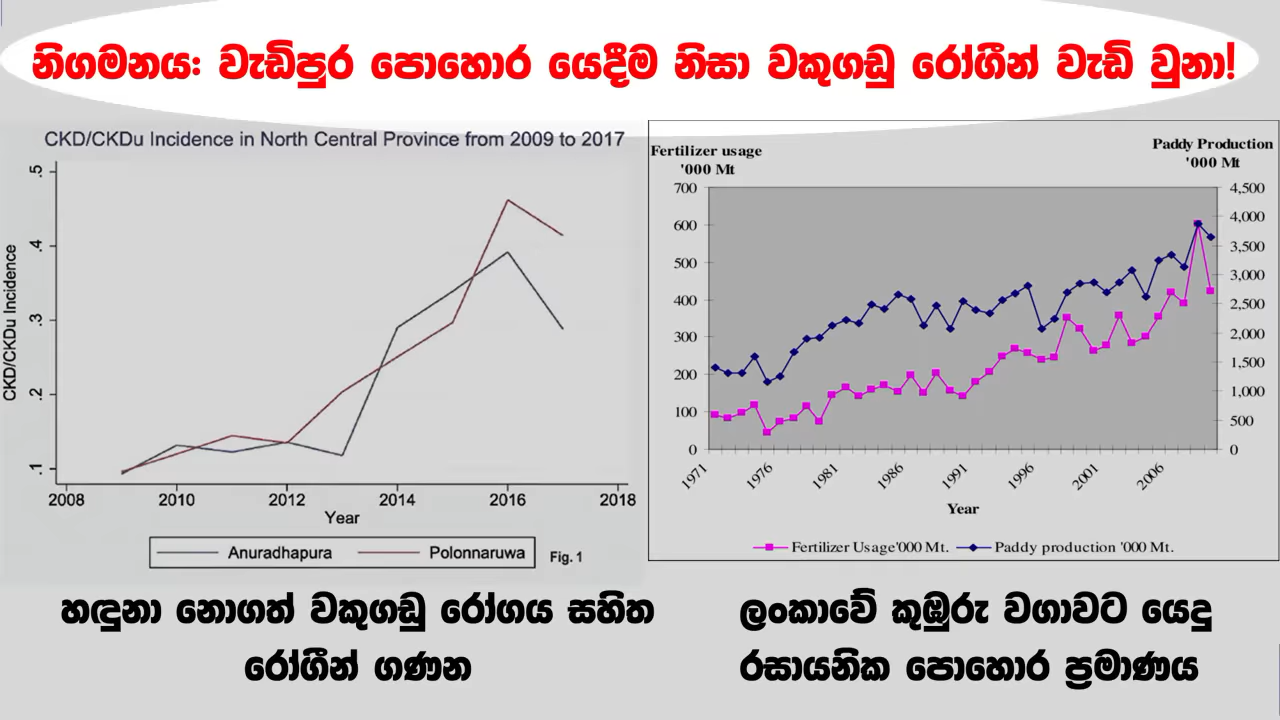 නිගමනය: වැඩිපුර පොහොර යෙදීම නිසා වකුගඩු රෝගීන් වැඩි වුනා!
CKD/CKDu Incidence in North Central Province from 2009 to 2017
CKD/CKDu Incidence
.5
.4
.3
.2
.1
2008 2010 2012 2014 2016 2018
Year
Anuradhapura Polonnaruwa
Fig. 1
Fertilizer usage
'000 Mt
Paddy Production
'000 Mt
700 4,500
600 4,000
500 3,500
400 3,000
300 2,500
200 2,000
100 1,500
0 1,000
500
0
1971 1976 1981 1986 1991 1996 2001 2006
Year
Fertilizer Usage'000 Mt. Paddy production '000 Mt.
හඳුනා නොගත් වකුගඩු රෝගය සහිත
රෝගීන් ගණන
ලංකාවේ කුඹුරු වගාවට යෙදු
රසායනික පොහොර ප්‍රමාණය